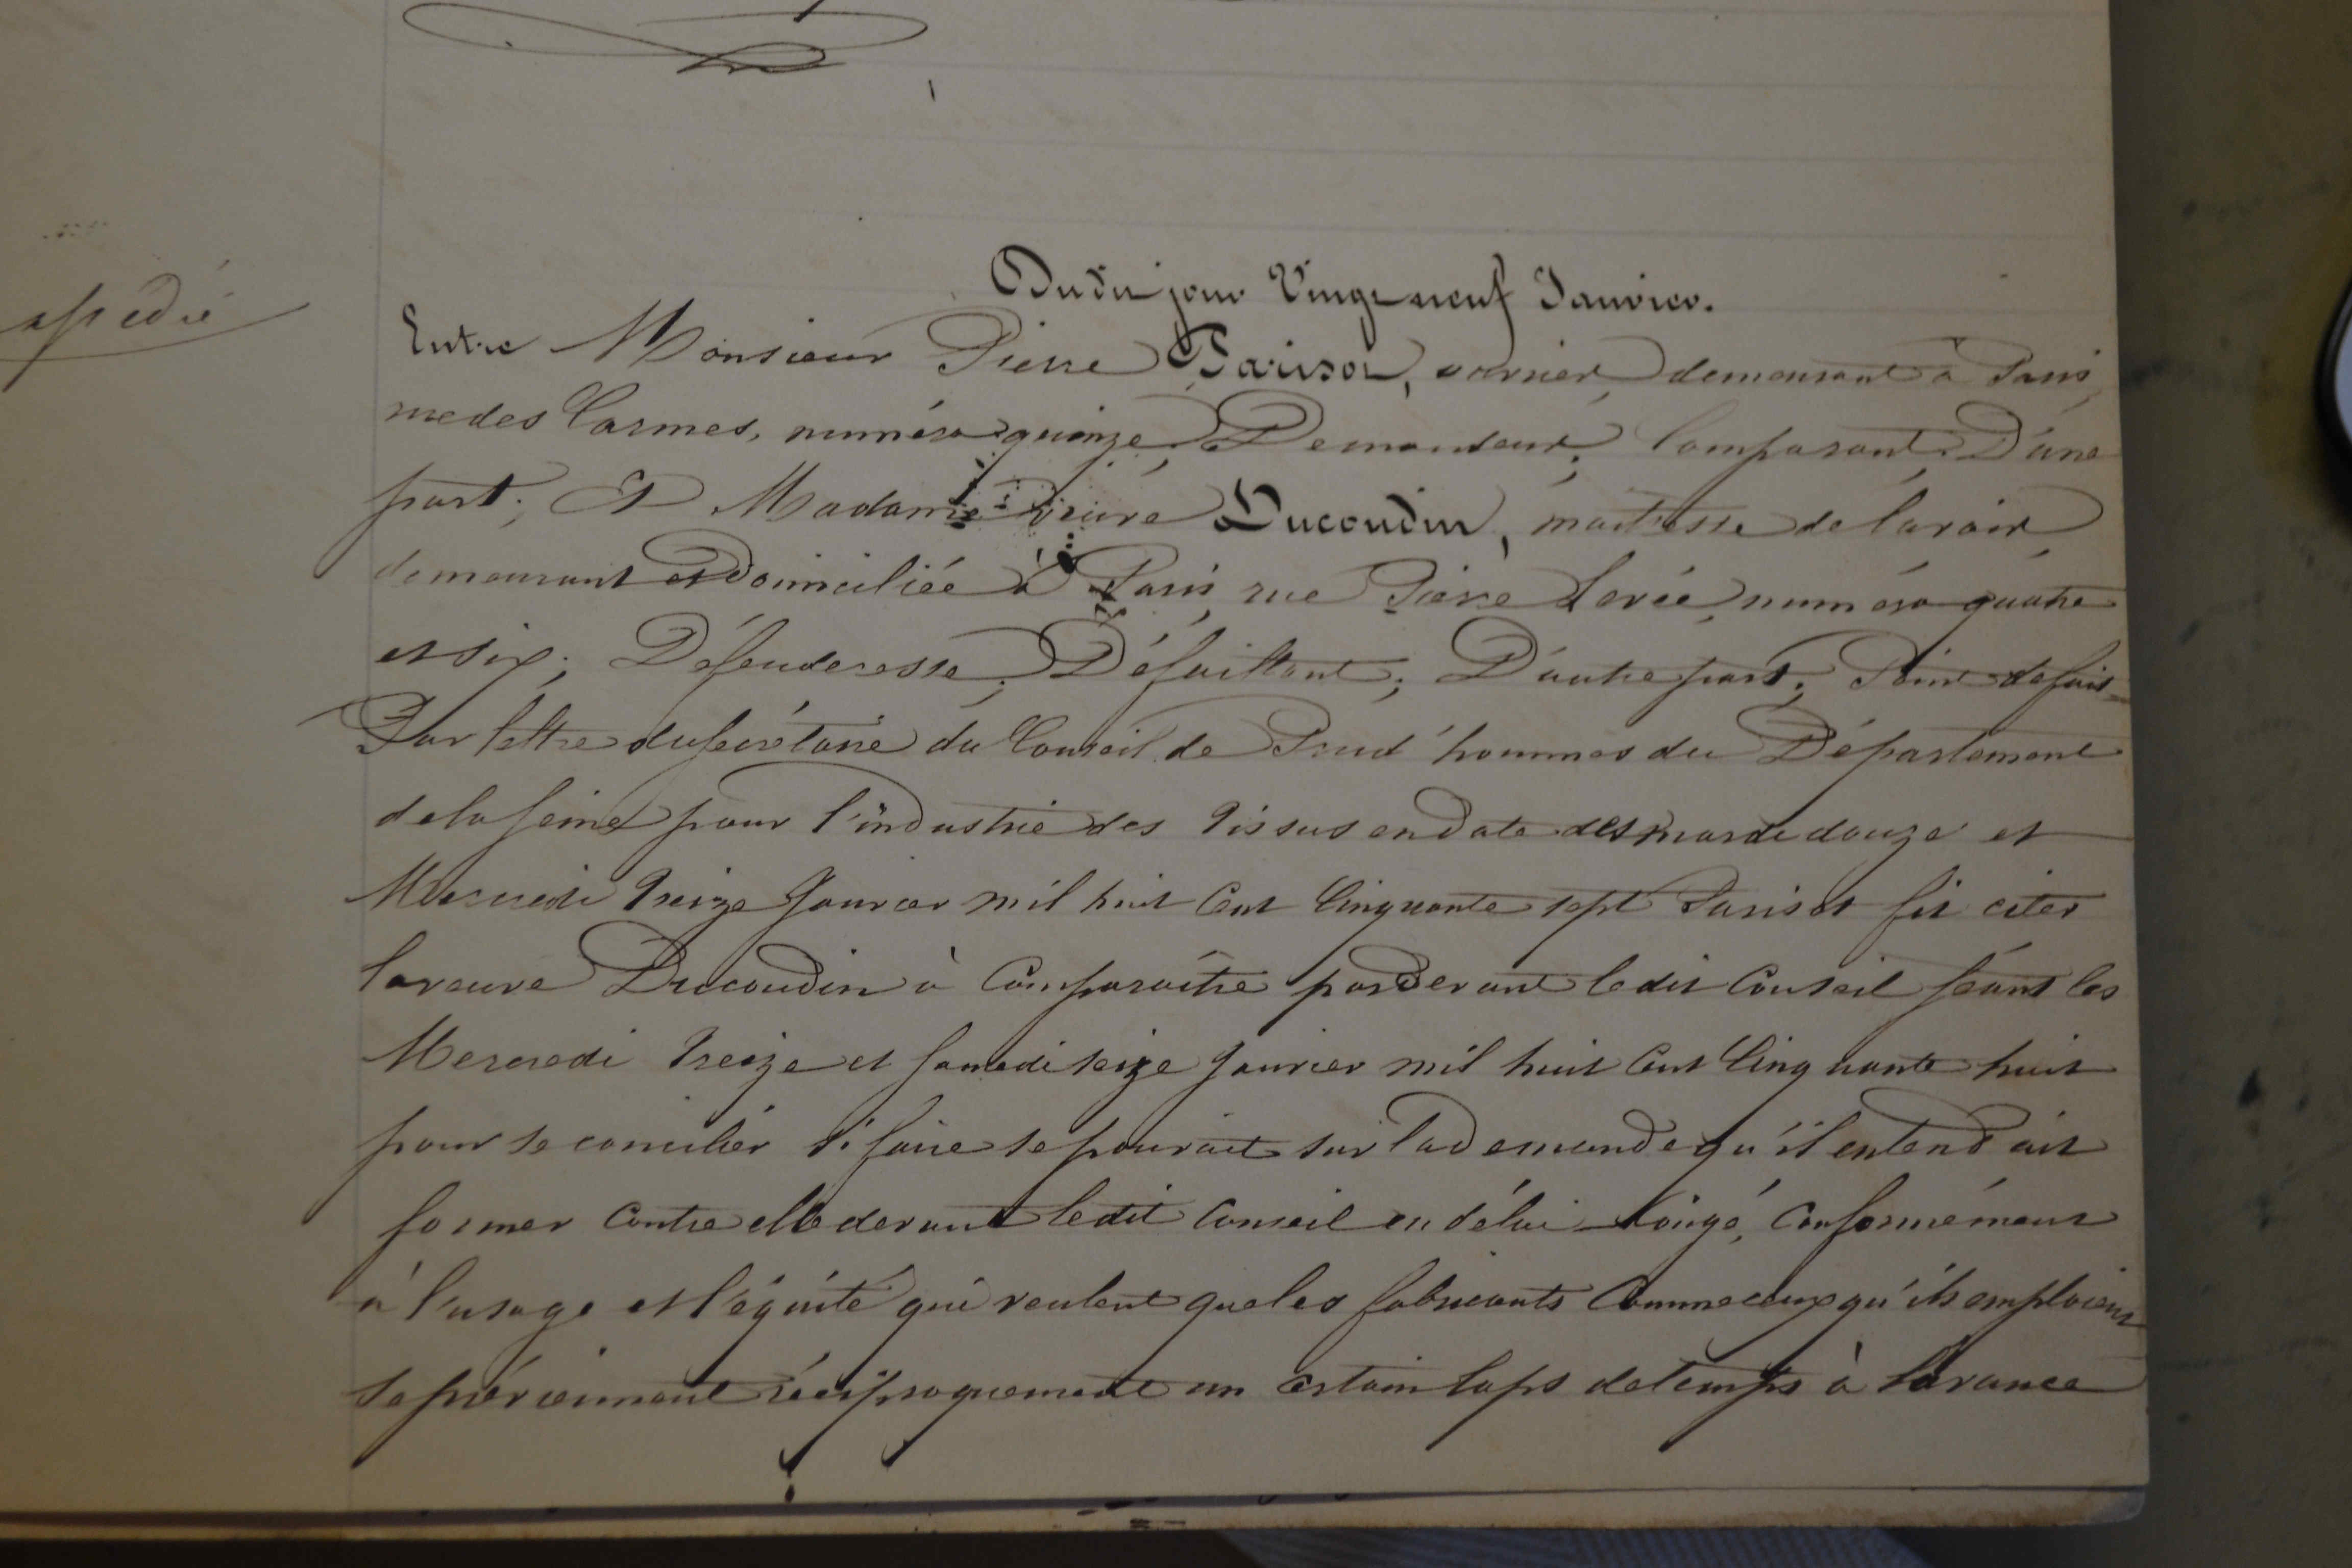 Dudit jour Vingt neuf Janvier.
expédié
Entre Monsieur Pierre Parisot, ouvrier, demeurant à Paris,
rue des Carmes, numéro quinze; Demandeur; Comparant; D'une
part; Et Madame veuve Ducoudin, maitresse de lavoir,
demeurant et domiciliée à Paris, rue Pierre Levée, numéro quatre
et six; Défenderesse; Défaillant; D'autre part; Point de fait
Par lettre du secrétaire du Conseil de Prud'hommes du Département
de la Seine pour l'industrie des tissus en date des mardi douze et
Mercredi treize Janvier mil huit cent cinquante sept Parisot fit citer
la veuve Ducoudin à comparaître par devant le dit Conseil séant les
Mercredi treize et samedi seize Janvier mil huit cent cinquante huit
pour se concilier si faire se pouvait sur la demande qu'il entendait
former contre elle devant le dit Conseil en délai congé, conformément
à l'usage et l'équité qui veulent que les fabricants comme ceux qu'ils emploient
se préviennent réciproquement un certain laps de temps à l'avance